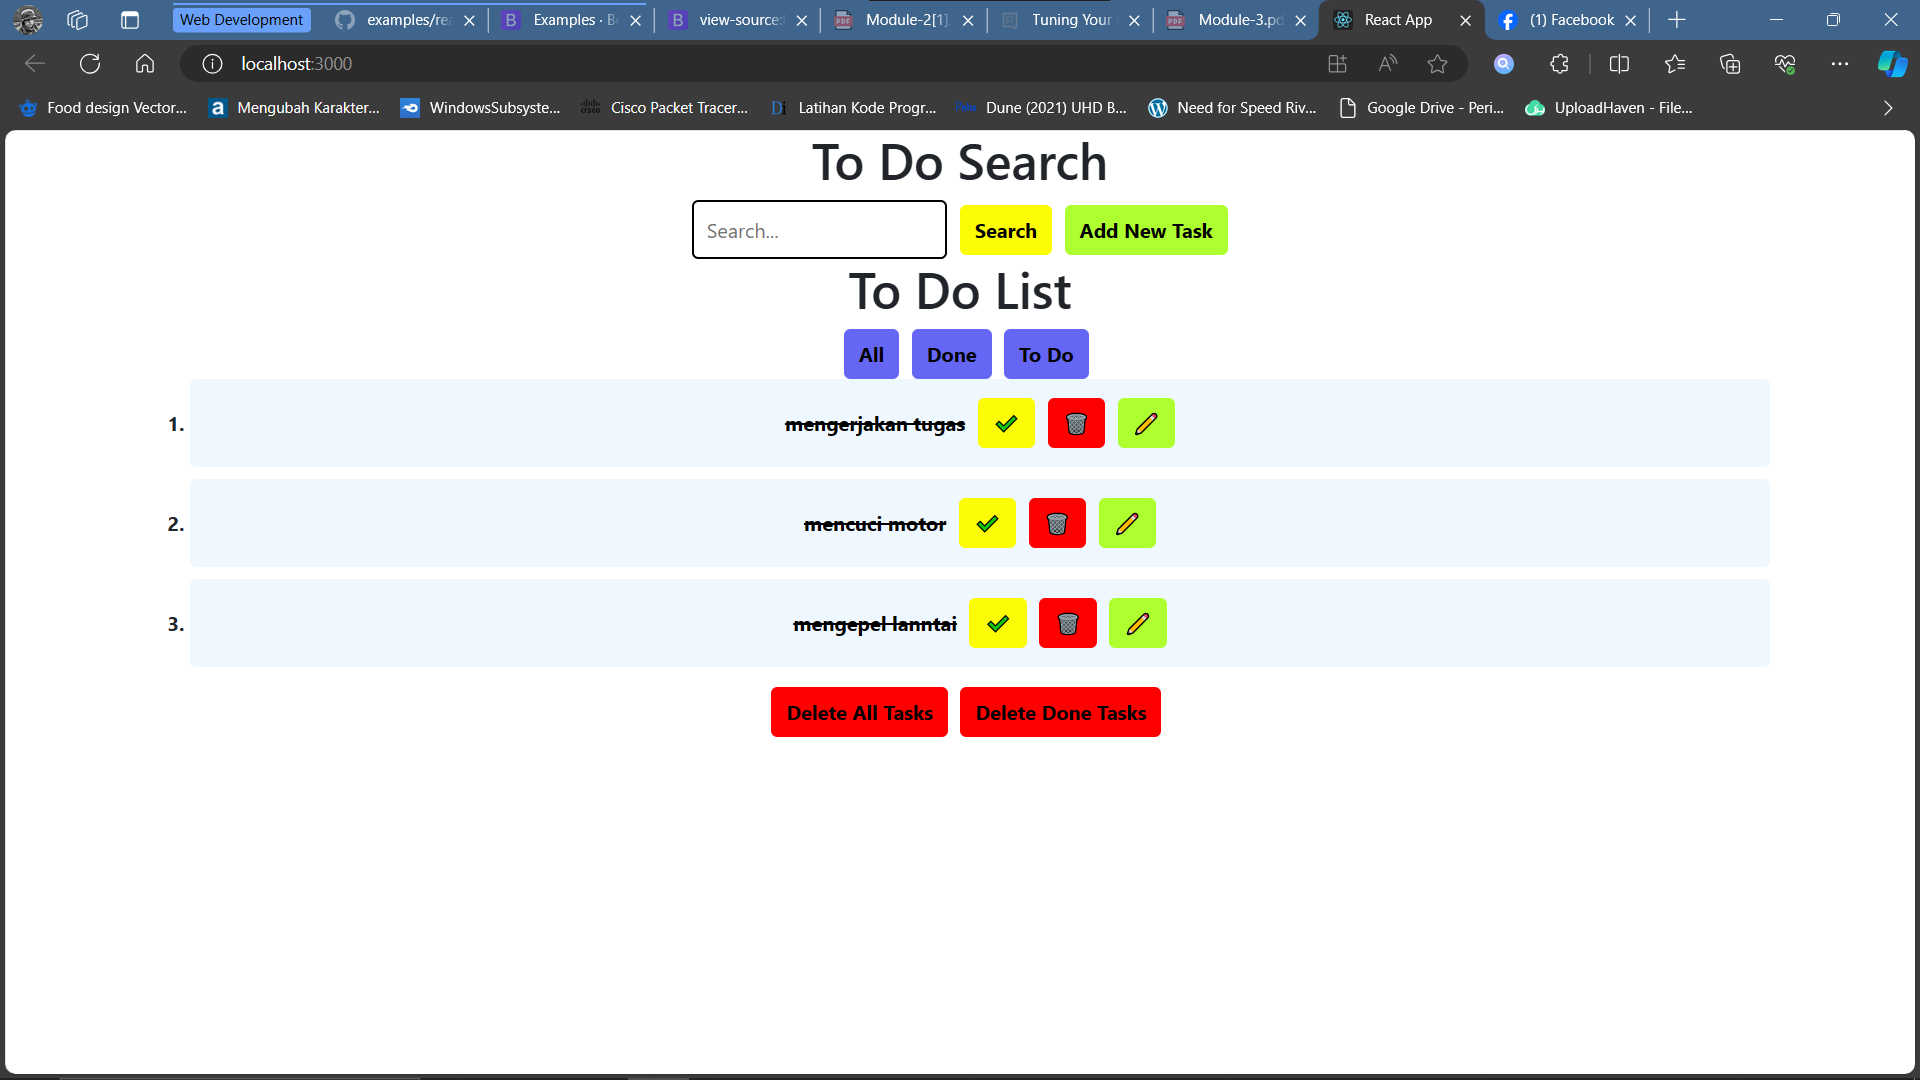 Web Development
examples/rea
Examples · B
view-source:
Module-2[1]
Tuning Your
Module-3.pd
React App
(1) Facebook
localhost:3000
Food design Vector...
Mengubah Karakter...
WindowsSubsyste...
Cisco Packet Tracer...
Latihan Kode Progr...
Dune (2021) UHD B...
Need for Speed Riv...
Google Drive - Peri...
UploadHaven - File...
To Do Search
Search...
Search
Add New Task
To Do List
All
Done
To Do
1. mengerjakan tugas
2. mencuci motor
3. mengepel lanntai
Delete All Tasks
Delete Done Tasks